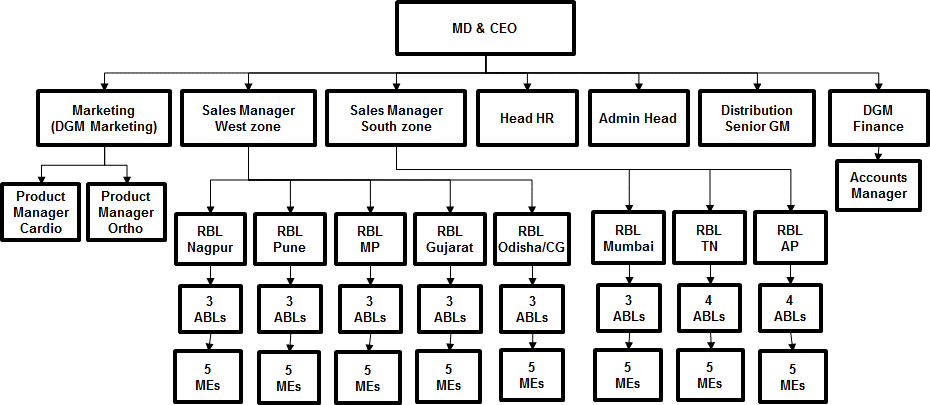 MD & CEO
Marketing
(DGM Marketing)
Sales Manager
West zone
Sales Manager
South zone
Head HR
Admin Head
Distribution
Senior GM
DGM
Finance
Product
Manager
Cardio
Product
Manager
Ortho
Accounts
Manager
RBL
Nagpur
RBL
Pune
RBL
MP
RBL
Gujarat
RBL
Odisha/CG
RBL
Mumbai
RBL
TN
RBL
AP
3
ABLs
3
ABLs
3
ABLs
3
ABLs
3
ABLs
3
ABLs
4
ABLs
4
ABLs
5
MEs
5
MEs
5
MEs
5
MEs
5
MEs
5
MEs
5
MEs
5
MEs